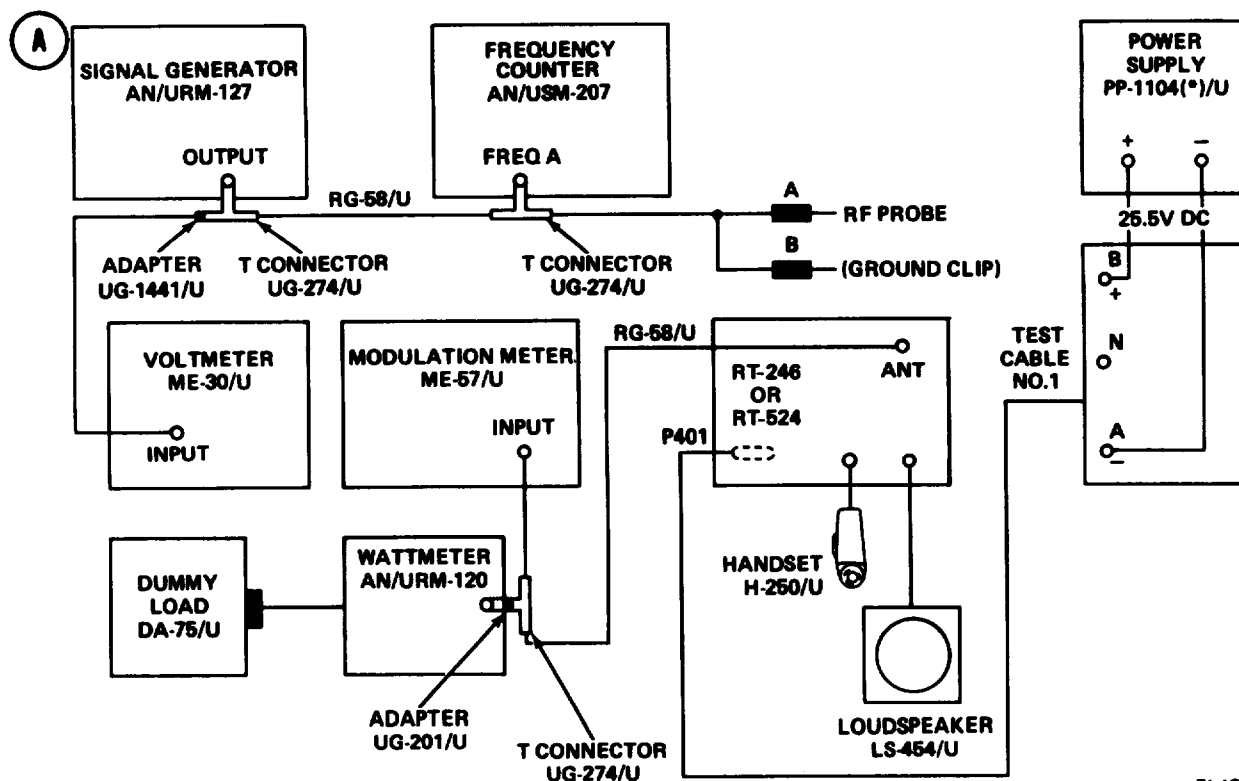 A
SIGNAL GENERATOR
AN/URM-127
OUTPUT
FREQUENCY
COUNTER
AN/USM-207
FREQ A
POWER
SUPPLY
PP-1104(*)/U
+
−
25.5V DC
RG-58/U
A
RF PROBE
B
(GROUND CLIP)
ADAPTER
UG-1441/U
T CONNECTOR
UG-274/U
T CONNECTOR
UG-274/U
VOLTMETER
ME-30/U
INPUT
MODULATION METER
ME-57/U
INPUT
RG-58/U
RT-246
OR
RT-524
ANT
P401
TEST
CABLE
NO.1
B
+
N
A
−
DUMMY
LOAD
DA-75/U
WATTMETER
AN/URM-120
HANDSET
H-250/U
ADAPTER
UG-201/U
T CONNECTOR
UG-274/U
LOUDSPEAKER
LS-454/U